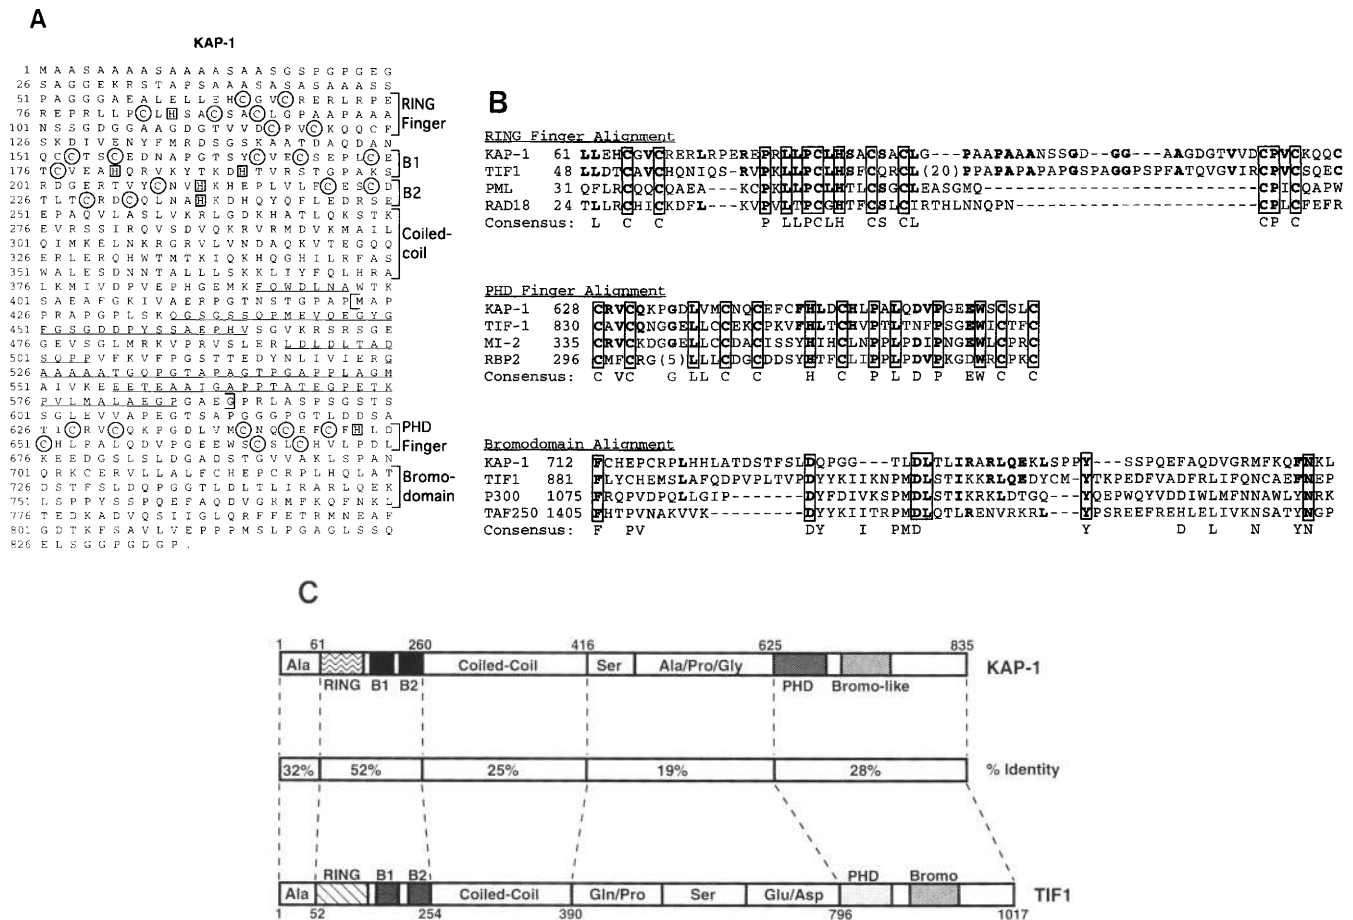 A
KAP-1
1 M A A S A A A A S A A A A S A A S G S P G P G E G
26 S A G G E K R S T A P S A A A S A S A S A A A S S
51 P A G G G A E A L E L L E H C G V C R E R L R P E
76 R E P R L L P C L H S A C S A C L G P A A P A A A
101 N S S G D G G A A G D G T V V D C P V C K Q Q C F
126 S K D I V E N Y F M R D S G S K A A T D A Q D A N
151 Q C C T S C E D N A P G T S Y C V E C S E P L C E
176 T C V E A H Q R V K Y T K D H T V R S T G P A K S
201 R D G E R T V Y C N V H K H E P L V L F C E S C D
226 T L T C R D C Q L N A H K D H Q Y Q F L E D R S E
251 E P A Q V L A S L V K R L G D K H A T L Q K S T K
276 E V R S S I R Q V S D V Q K R V R M D V K M A I L
301 Q I M K E L N K R G R V L V N D A Q K V T E G Q Q
326 E R L E R Q H W T M T K I Q K H Q G H I L R F A S
351 W A L E S D N N T A L L L S K K L I Y F Q L H R A
376 L K M I V D P V E P H G E M K F Q W D L N A W T K
401 S A E A F G K I V A E R P G T N S T G P A P M A P
426 P R A P G P L S K Q G S G S S Q P M E V Q E G Y G
451 F G S G D D P Y S S A E P H V S G V K R S R S G E
476 G E V S G L M R K V P R V S L E R L D L D L T A D
501 S Q P P V F K V F P G S T T E D Y N L I V I E R G
526 A A A A A T G Q P G T A P A G T P G A P P L A G M
551 A I V K E E E T E A A I G A P P T A T E G P E T K
576 P V L M A L A E G P G A E G P R L A S P S G S T S
601 S G L E V V A P E G T S A P G G G P G T L D D S T S
626 T I C R V C Q K P G D L V M C N Q C E F C F H L D
651 C H L P A L Q D V P G E E W S C S L C H V L P D L
676 K E E D G S L S L D G A D S T G V V A K L S P A N
701 Q R K C E R V L L A L F C H E P C R P L H Q L A T
726 D S T F S L D Q P G G T L D L T L I R A R L Q E K
751 L S P P Y S S P Q E F A Q D V G R M F K Q F N K L
776 T E D K A D V Q S I I G L Q R F F E T R M N E A F
801 G D T K F S A V L V E P P P M S L P G A G L S S Q
826 E L S G G P G D G P .
RING
Finger
B1
B2
Coiled-
coil
PHD
Finger
Bromo-
domain
B
RING Finger Alignment
KAP-1 61 LLEHCGVCRERLRPEREPRLLPCLHSACSACLG---PAAPAAANSSGD--GG---AAGDGTVVDCPVCKQQC
TIF1 48 LLDTCAVCHQNIQS-RVPKLLPCLHSFCQRCL(20)PPAPAPAPAPGSPAGGPSPFATQVGVIRCPVCSQEC
PML 31 QFLRCQQCQAEA---KCPKLLPCLHTLCSGCLEASGMQ--------------------------CPICQAPW
RAD18 24 TLLRCHICKDFL---KVPVLTPCGHTFCSLCIRTHLNNQPN-----------------------CPLCFEFR
Consensus: L C C P LLPCLH CS CL CP C
PHD Finger Alignment
KAP-1 628 CRVCQKPGDLVMCNQCEFCFHLDCHLPALQDVPGEEWSCSLC
TIF-1 830 CAVCQNGGELLCCEKCPKVFHLTCHVPTLTNFPSGEWICTFC
MI-2 335 CRVCKDGGELLCCDACISSYHIHCLNPPLPDIPNGEWLCPRC
RBP2 296 CMFCRG(5)LLLCDGCDDSYHTFCLIPPLPDVPKGDWRCPKC
Consensus: C VC G LL C C H C P L D P EW C C
Bromodomain Alignment
KAP-1 712 FCHEPCRPLHHLATDSTFSLDQPGG---TLDLTLIRARLQEKLSPPY---SSPQEFAQDVGRMFKQFNKL
TIF1 881 FLYCHEMSLAFQDPVPLTVPDYYKIIKNPMDLSTIKKRLQEDYCM-YTKPEDFVADFRLIFQNCAEFNEP
P300 1075 FRQPVDPQLLGIP-------DYFDIVKSPMDLSTIKRKLDTGQ---YQEPWQYVDDIWLMFNNAWLYNRK
TAF250 1405 FHTPVNAKVVK---------DYYKIITRPMDLQTLRENVRKRL---YPSREEFREHLELIVKNSATYNGP
Consensus: F PV DY I PMD Y D L N YN
C
1 61 260 416 625 835
Ala Coiled-Coil Ser Ala/Pro/Gly KAP-1
RING B1 B2 PHD Bromo-like
32% 52% 25% 19% 28% % Identity
RING B1 B2 PHD Bromo
Ala Coiled-Coil Gln/Pro Ser Glu/Asp TIF1
1 52 254 390 796 1017